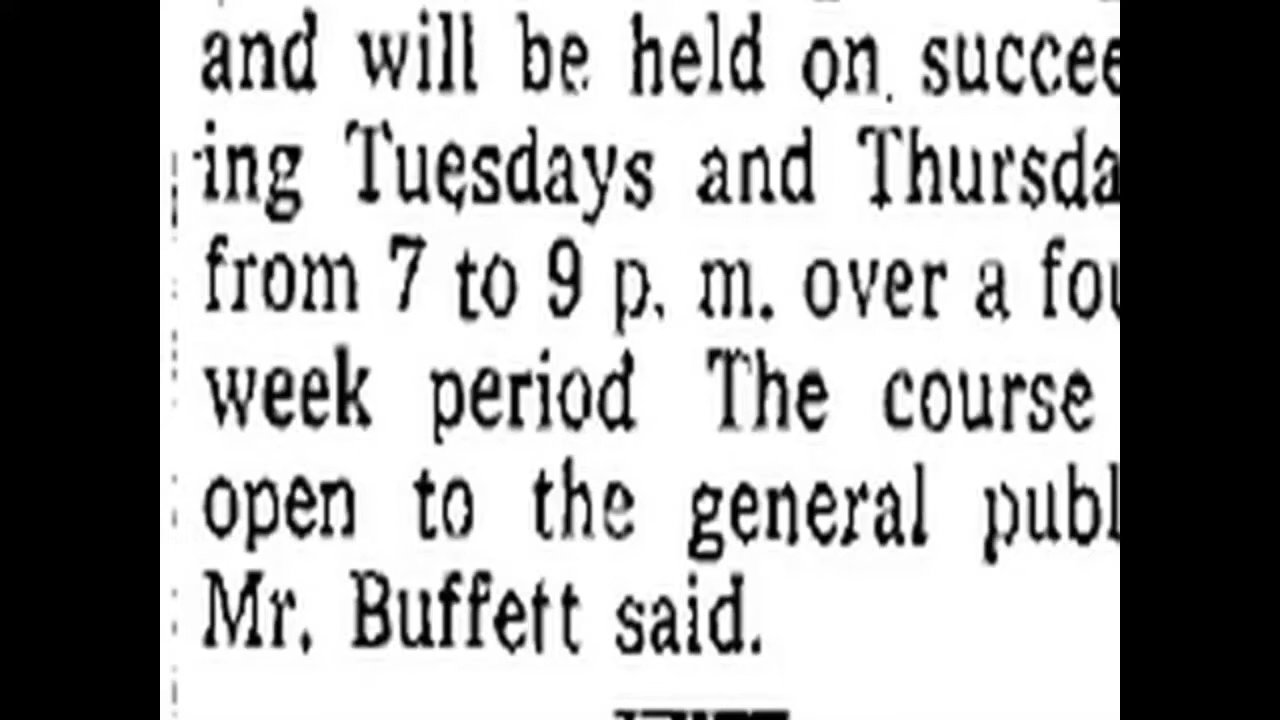 and will be held on succee
ing Tuesdays and Thursda
from 7 to 9 p. m. over a fou
week period The course
open to the general publ
Mr. Buffett said.